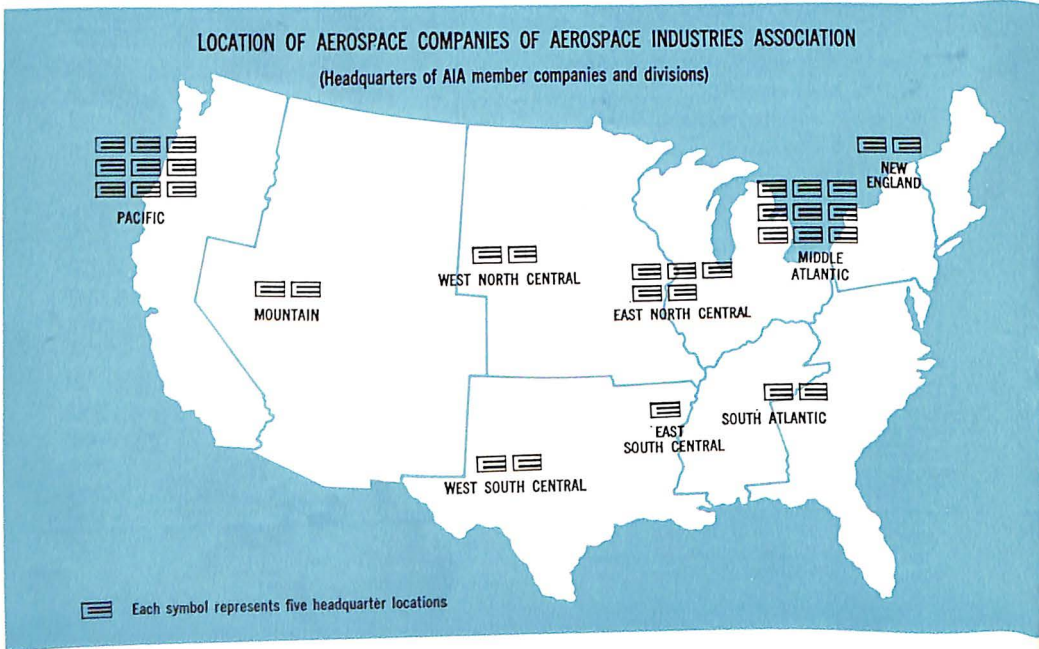 LOCATION OF AEROSPACE COMPANIES OF AEROSPACE INDUSTRIES ASSOCIATION
(Headquarters of AIA member companies and divisions)
NEW
ENGLAND
PACIFIC
MIDDLE
ATLANTIC
WEST NORTH CENTRAL
MOUNTAIN
EAST NORTH CENTRAL
SOUTH ATLANTIC
EAST
SOUTH CENTRAL
WEST SOUTH CENTRAL
Each symbol represents five headquarter locations